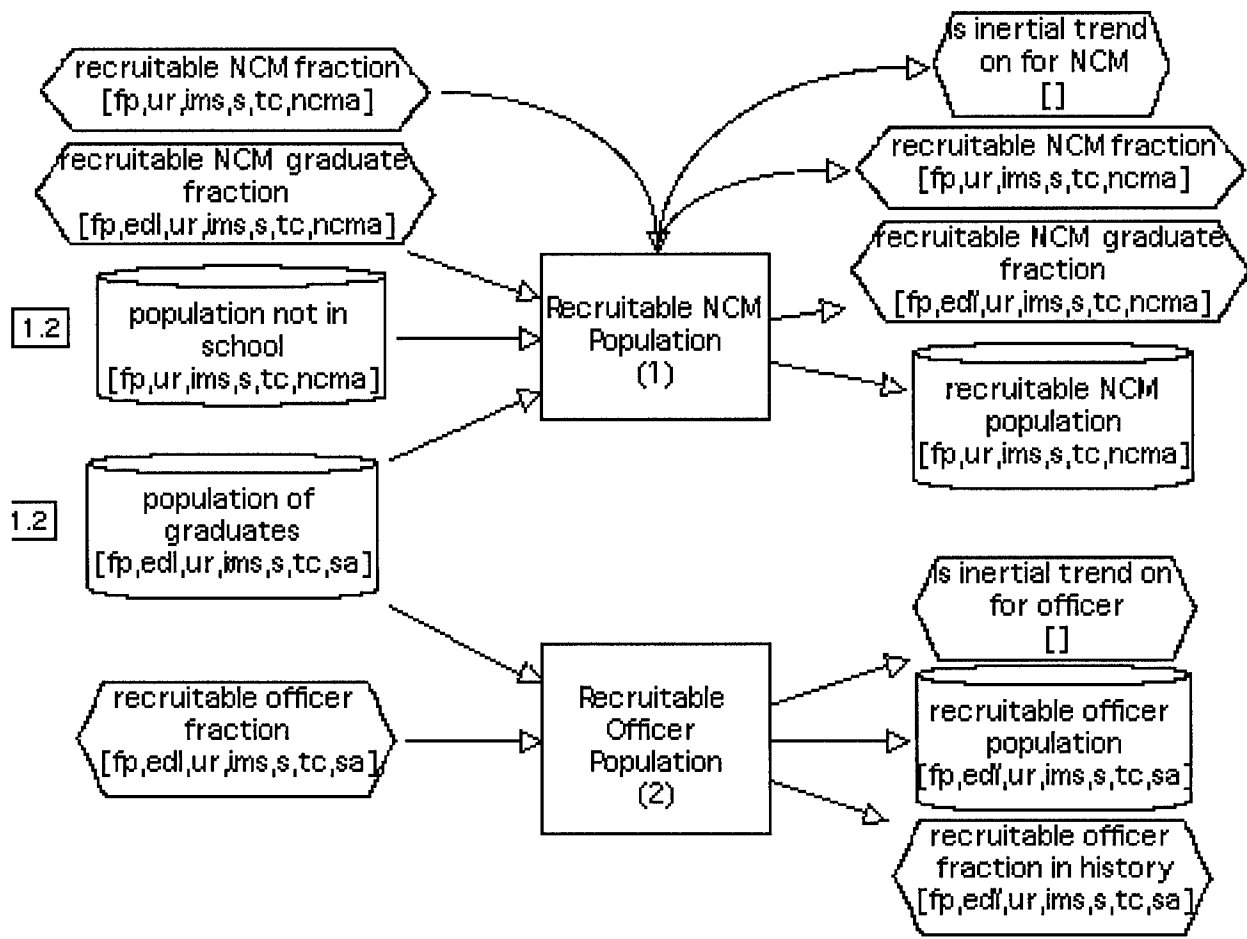 recruitable NCM fraction
[fp,ur,ims,s,tc,ncma]
recruitable NCM graduate
fraction
[fp,edl,ur,ims,s,tc,ncma]
1.2
population not in
school
[fp,ur,ims,s,tc,ncma]
1.2
population of
graduates
[fp,edl,ur,ims,s,tc,sa]
recruitable officer
fraction
[fp,edl,ur,ims,s,tc,sa]
Recruitable NCM
Population
(1)
Recruitable
Officer
Population
(2)
is inertial trend
on for NCM
[]
recruitable NCM fraction
[fp,ur,ims,s,tc,ncma]
recruitable NCM graduate
fraction
[fp,edl,ur,ims,s,tc,ncma]
recruitable NCM
population
[fp,ur,ims,s,tc,ncma]
is inertial trend on
for officer
[]
recruitable officer
population
[fp,edl,ur,ims,s,tc,sa]
recruitable officer
fraction in history
[fp,edl,ur,ims,s,tc,sa]